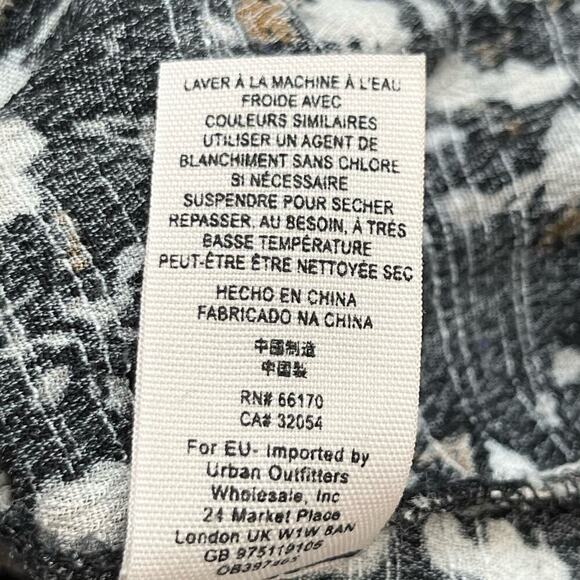 LAVER À LA MACHINE À L'EAU
FROIDE AVEC
COULEURS SIMILAIRES
UTILISER UN AGENT DE
BLANCHIMENT SANS CHLORE
SI NÉCESSAIRE
SUSPENDRE POUR SECHER
REPASSER, AU BESOIN, À TRÉS
BASSE TEMPÉRATURE
PEUT-ÉTRE ÊTRE NETTOYÉE SEC
HECHO EN CHINA
FABRICADO NA CHINA
中國制造
中國製
RN# 66170
CA# 32054
For EU- Imported by
Urban Outfitters
Wholesale, Inc
24 Market Place
London UK W1W 8AN
GB 975119105